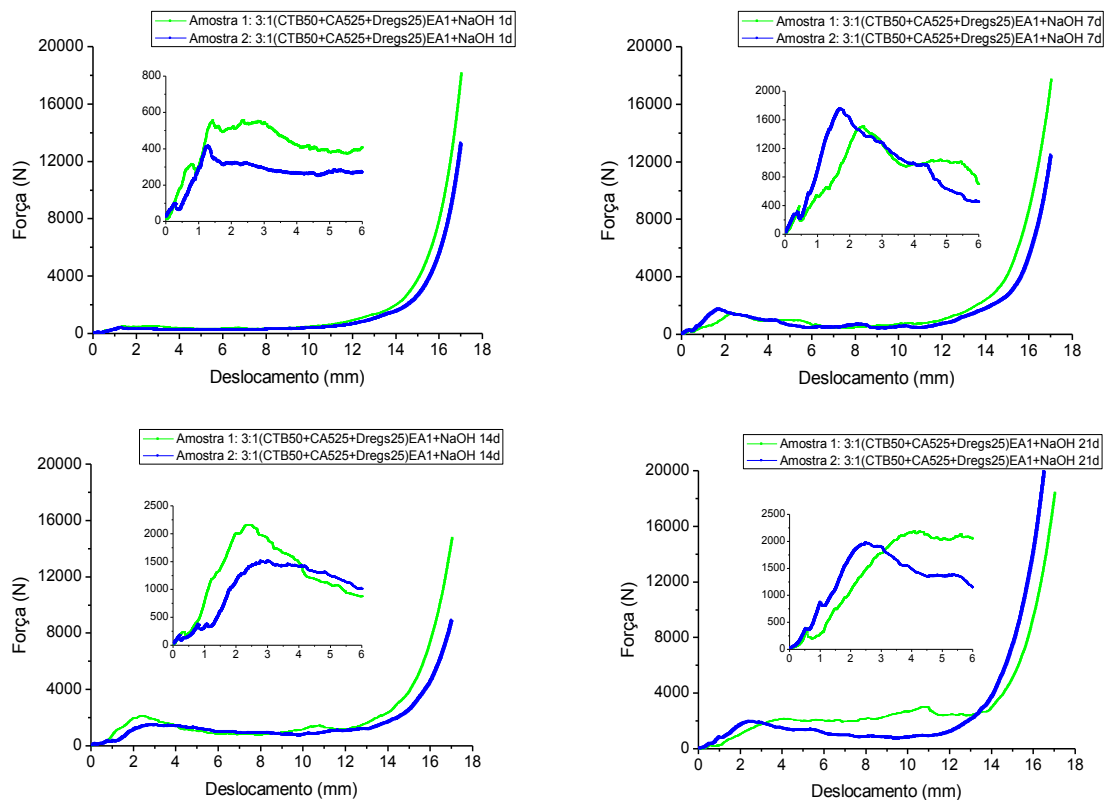 Amostra 1: 3:1(CTB50+CA525+Dregs25)EA1+NaOH 1d
Amostra 2: 3:1(CTB50+CA525+Dregs25)EA1+NaOH 1d
20000
16000
12000
8000
4000
0
Força (N)
800
600
400
200
0
0 1 2 3 4 5 6
0 2 4 6 8 10 12 14 16 18
Deslocamento (mm)
Amostra 1: 3:1(CTB50+CA525+Dregs25)EA1+NaOH 7d
Amostra 2: 3:1(CTB50+CA525+Dregs25)EA1+NaOH 7d
20000
16000
12000
8000
4000
0
Força (N)
2000
1600
1200
800
400
0
0 1 2 3 4 5 6
0 2 4 6 8 10 12 14 16 18
Deslocamento (mm)
Amostra 1: 3:1(CTB50+CA525+Dregs25)EA1+NaOH 14d
Amostra 2: 3:1(CTB50+CA525+Dregs25)EA1+NaOH 14d
20000
16000
12000
8000
4000
0
Força (N)
2500
2000
1500
1000
500
0
0 1 2 3 4 5 6
0 2 4 6 8 10 12 14 16 18
Deslocamento (mm)
Amostra 1: 3:1(CTB50+CA525+Dregs25)EA1+NaOH 21d
Amostra 2: 3:1(CTB50+CA525+Dregs25)EA1+NaOH 21d
20000
16000
12000
8000
4000
0
Força (N)
2500
2000
1500
1000
500
0
0 1 2 3 4 5 6
0 2 4 6 8 10 12 14 16 18
Deslocamento (mm)